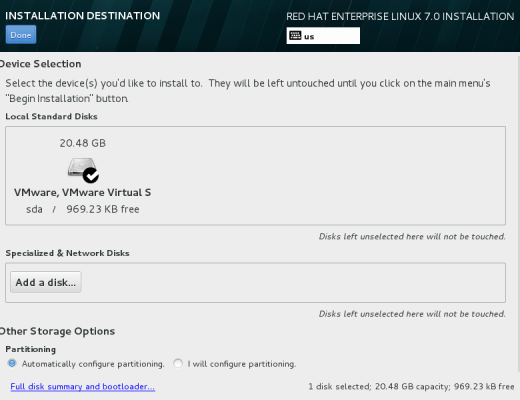 INSTALLATION DESTINATION
RED HAT ENTERPRISE LINUX 7.0 INSTALLATION
Done
us
Device Selection
Select the device(s) you'd like to install to. They will be left untouched until you click on the main menu's
"Begin Installation" button.
Local Standard Disks
20.48 GB
VMware, VMware Virtual S
sda / 969.23 KB free
Disks left unselected here will not be touched.
Specialized & Network Disks
Add a disk...
Disks left unselected here will not be touched.
Other Storage Options
Partitioning
Automatically configure partitioning. I will configure partitioning.
Full disk summary and bootloader... 1 disk selected; 20.48 GB capacity; 969.23 kB free